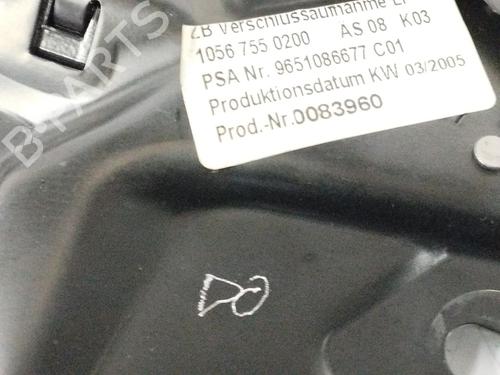 ZB Verschlussaufnahme
1056 755 0200 AS 08 K03
PSA Nr. 9651086677 C01
Produktionsdatum KW 03/2005
Prod.-Nr.0083960
B-PARTS